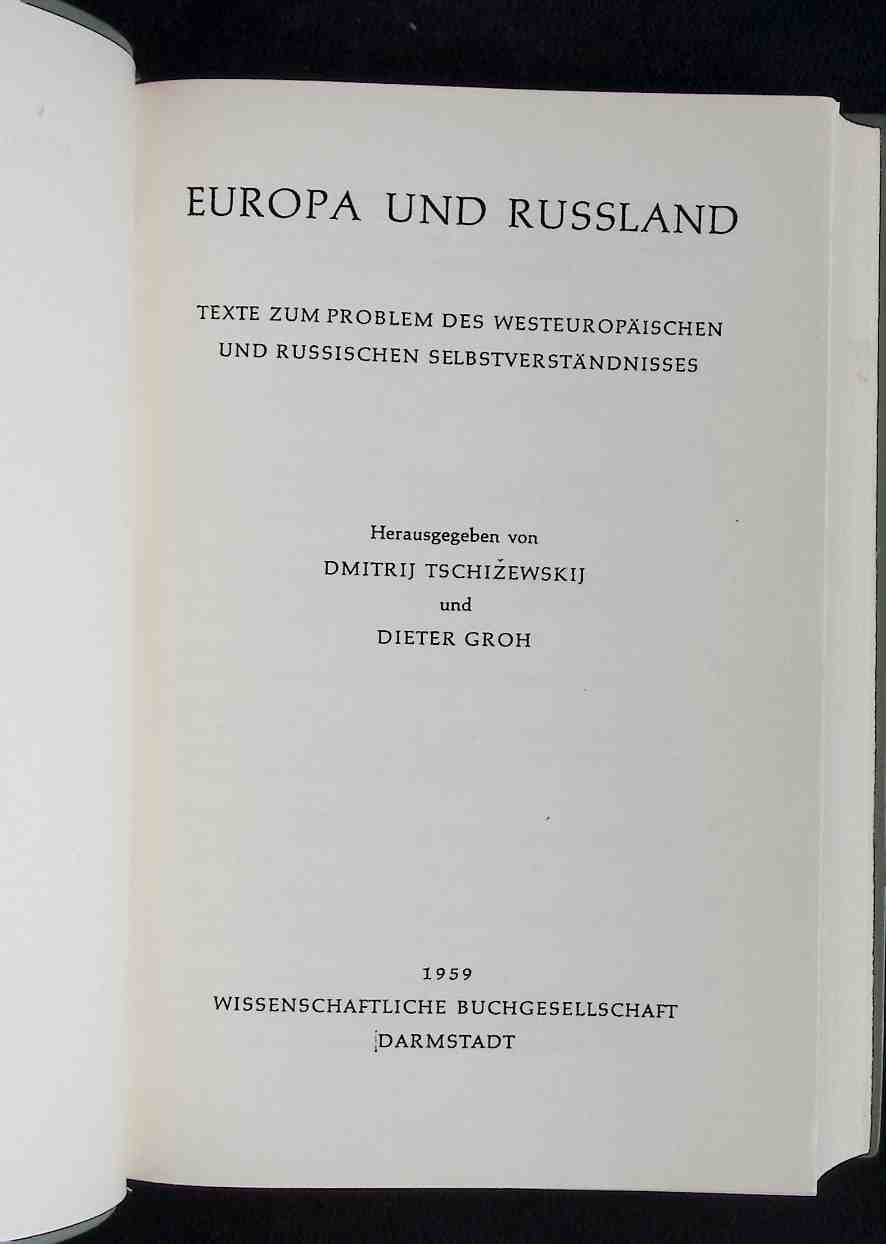 EUROPA UND RUSSLAND
TEXTE ZUM PROBLEM DES WESTEUROPÄISCHEN
UND RUSSISCHEN SELBSTVERSTÄNDNISSES
Herausgegeben von
DMITRIJ TSCHIŽEWSKIJ
und
DIETER GROH
1959
WISSENSCHAFTLICHE BUCHGESELLSCHAFT
DARMSTADT